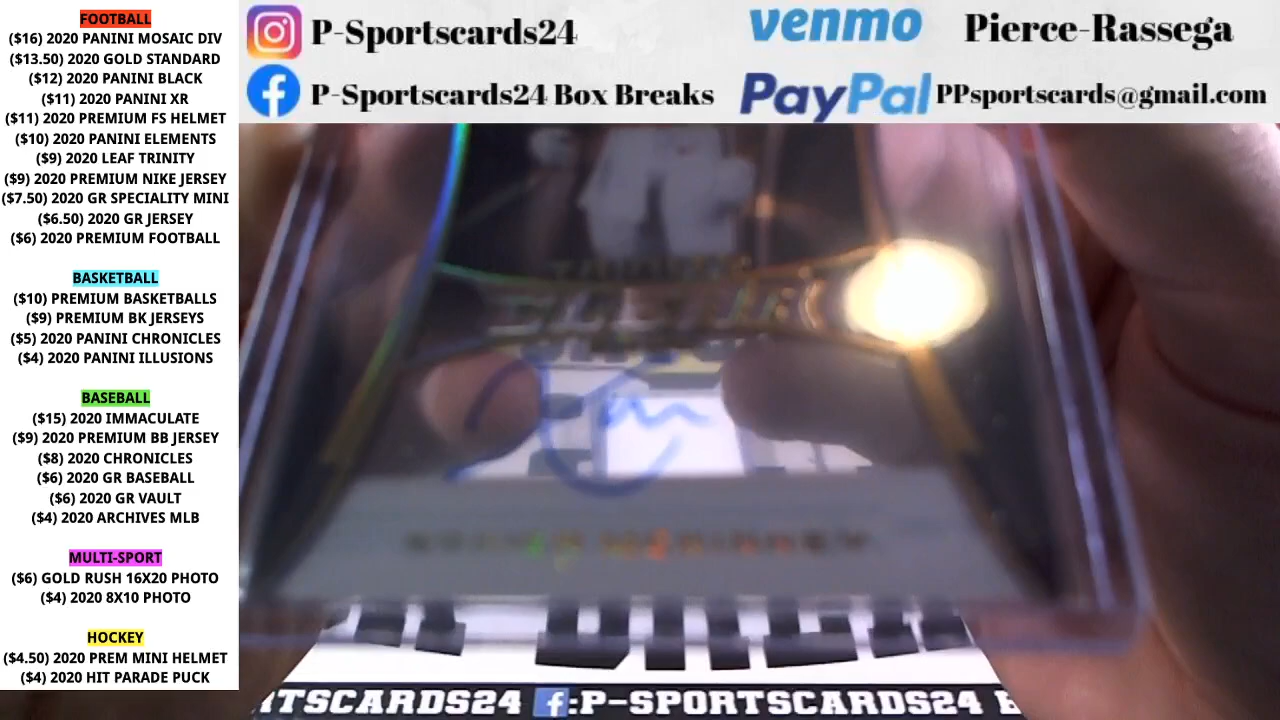 FOOTBALL
($16) 2020 PANINI MOSAIC DIV
($13.50) 2020 GOLD STANDARD
($12) 2020 PANINI BLACK
($11) 2020 PANINI XR
($11) 2020 PREMIUM FS HELMET
($10) 2020 PANINI ELEMENTS
($9) 2020 LEAF TRINITY
($9) 2020 PREMIUM NIKE JERSEY
($7.50) 2020 GR SPECIALITY MINI
($6.50) 2020 GR JERSEY
($6) 2020 PREMIUM FOOTBALL
BASKETBALL
($10) PREMIUM BASKETBALLS
($9) PREMIUM BK JERSEYS
($5) 2020 PANINI CHRONICLES
($4) 2020 PANINI ILLUSIONS
BASEBALL
($15) 2020 IMMACULATE
($9) 2020 PREMIUM BB JERSEY
($8) 2020 CHRONICLES
($6) 2020 GR BASEBALL
($6) 2020 GR VAULT
($4) 2020 ARCHIVES MLB
MULTI-SPORT
($6) GOLD RUSH 16X20 PHOTO
($4) 2020 8X10 PHOTO
HOCKEY
($4.50) 2020 PREM MINI HELMET
($4) 2020 HIT PARADE PUCK
P-Sportscards24
venmo Pierce-Rassega
P-Sportscards24 Box Breaks
PayPal PPsportscards@gmail.com
RTSCARDS24 f:P-SPORTSCARDS24 B